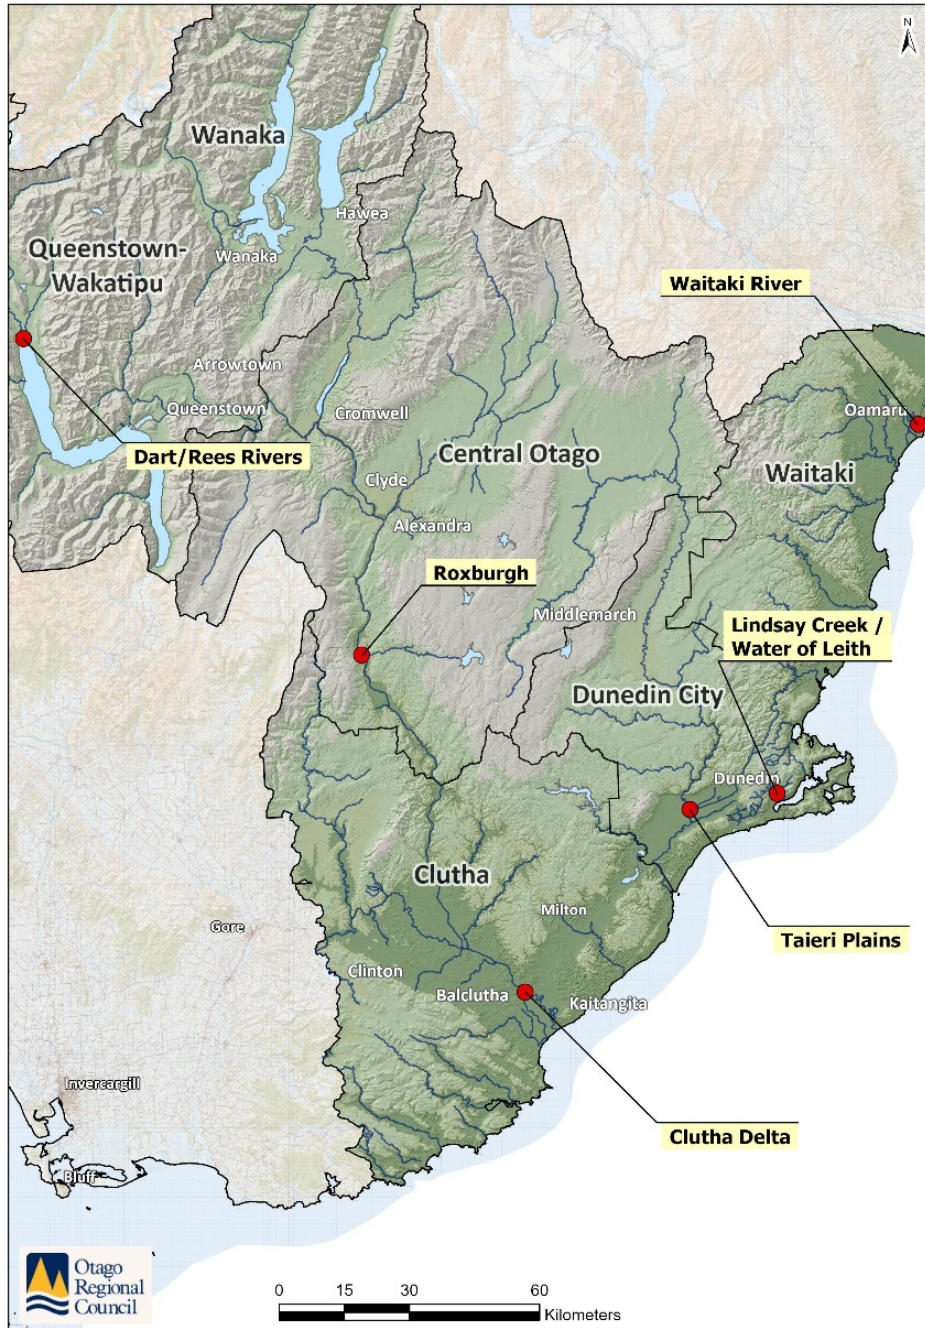 N
Wanaka
Hawea
Queenstown-
Wakatipu
Wanaka
Waitaki River
Arrowtown
Queenstown
Cromwell
Oamaru
Dart/Rees Rivers
Central Otago
Waitaki
Clyde
Alexandra
Roxburgh
Middlemarch
Lindsay Creek /
Water of Leith
Dunedin City
Dunedin
Clutha
Milton
Gore
Taieri Plains
Clinton
Balclutha
Kaitangita
Invercargill
Clutha Delta
Bluff
Otago
Regional
Council
0 15 30 60
Kilometers